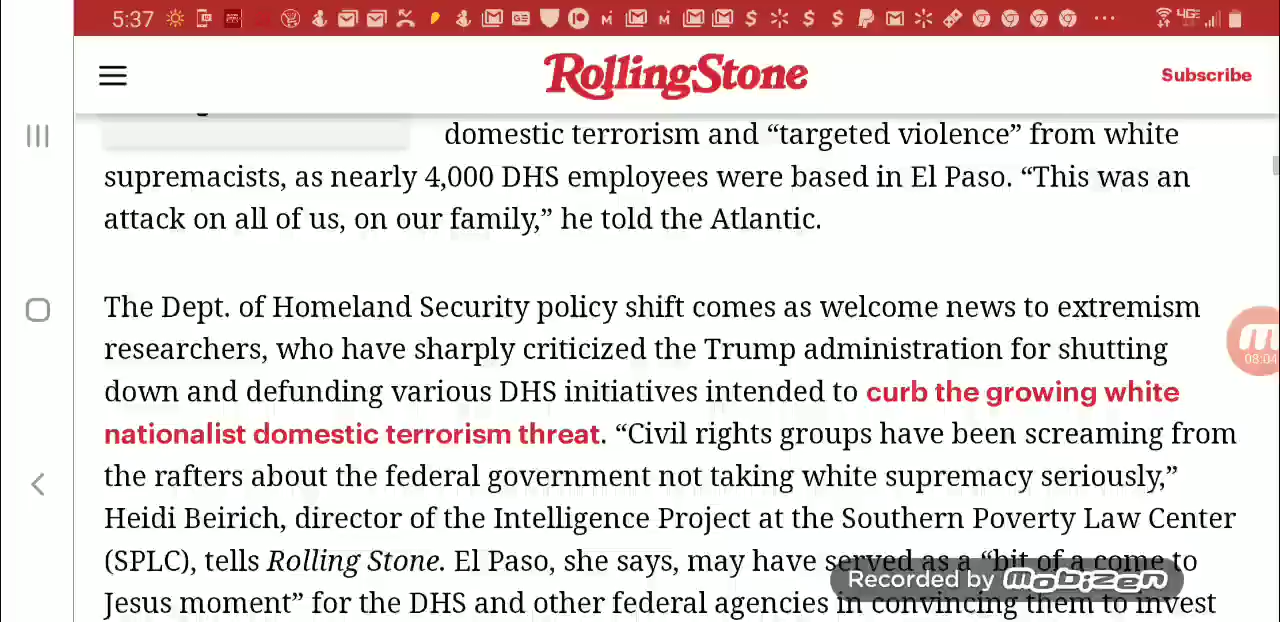 5:37
4GE
RollingStone
Subscribe
domestic terrorism and “targeted violence” from white
supremacists, as nearly 4,000 DHS employees were based in El Paso. “This was an
attack on all of us, on our family,” he told the Atlantic.
The Dept. of Homeland Security policy shift comes as welcome news to extremism
researchers, who have sharply criticized the Trump administration for shutting
down and defunding various DHS initiatives intended to curb the growing white
nationalist domestic terrorism threat. “Civil rights groups have been screaming from
the rafters about the federal government not taking white supremacy seriously,”
Heidi Beirich, director of the Intelligence Project at the Southern Poverty Law Center
(SPLC), tells Rolling Stone. El Paso, she says, may have served as a “bit of a come to
Jesus moment” for the DHS and other federal agencies in convincing them to invest
08:04
Recorded by mobizen